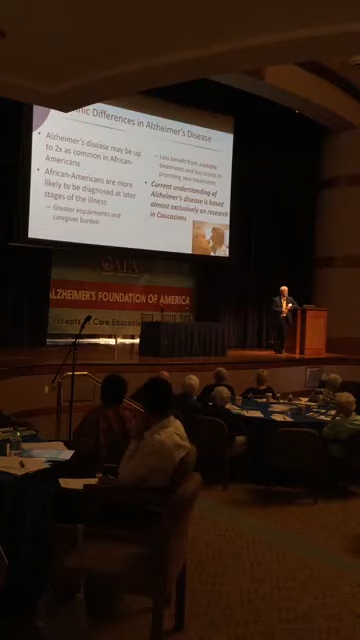 nic Differences in Alzheimer's Disease
• Alzheimer's disease may be up
to 2x as common in African-
Americans
• African-Americans are more
likely to be diagnosed at later
stages of the illness
– Greater impairments and
caregiver burden
– Less benefit from available
treatments and less access to
promising new treatments
• Current understanding of
Alzheimer's disease is based
almost exclusively on research
in Caucasians
AFA
ALZHEIMER'S FOUNDATION OF AMERICA
Concepts in Care Education